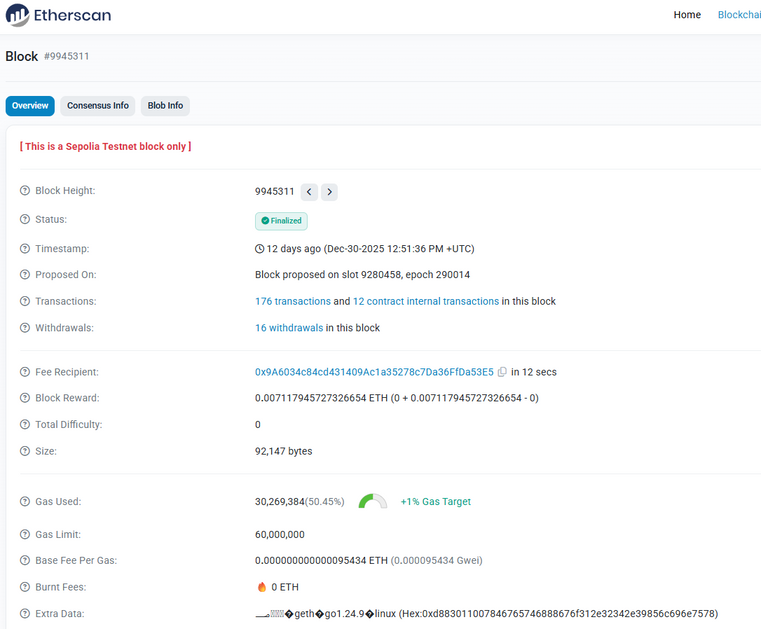 Etherscan
Home Blockchai
Block #9945311
Overview Consensus Info Blob Info
[ This is a Sepolia Testnet block only ]
Block Height: 9945311
Status: Finalized
Timestamp: 12 days ago (Dec-30-2025 12:51:36 PM +UTC)
Proposed On: Block proposed on slot 9280458, epoch 290014
Transactions: 176 transactions and 12 contract internal transactions in this block
Withdrawals: 16 withdrawals in this block
Fee Recipient: 0x9A6034c84cd431409Ac1a35278c7Da36FfDa53E5 in 12 secs
Block Reward: 0.007117945727326654 ETH (0 + 0.007117945727326654 - 0)
Total Difficulty: 0
Size: 92,147 bytes
Gas Used: 30,269,384(50.45%) +1% Gas Target
Gas Limit: 60,000,000
Base Fee Per Gas: 0.000000000000095434 ETH (0.000095434 Gwei)
Burnt Fees: 0 ETH
Extra Data: �geth�go1.24.9�linux (Hex:0xd883011007846765746888676f312e32342e39856c696e7578)